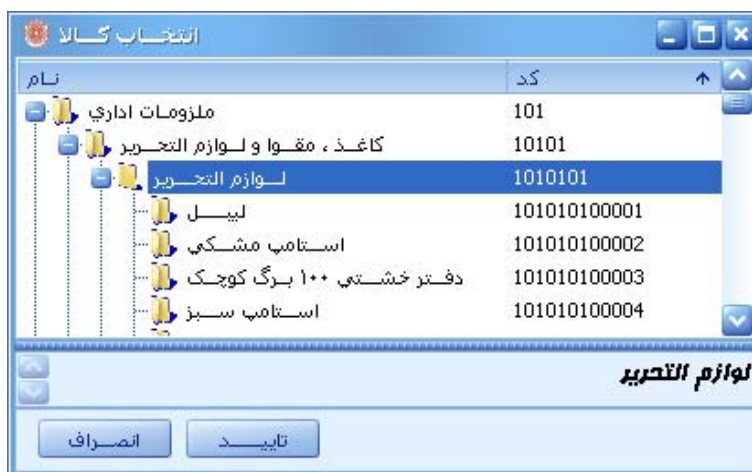 انتخاب کالا
نام کد
ملزومات اداري 101
کاغذ ، مقوا و لوازم التحرير 10101
لوازم التحرير 1010101
ليبل 101010100001
استامپ مشکي 101010100002
دفتر خشتي ۱۰۰ برگ کوچک 101010100003
استامپ سبز 101010100004
لوازم التحرير
تاييد انصراف